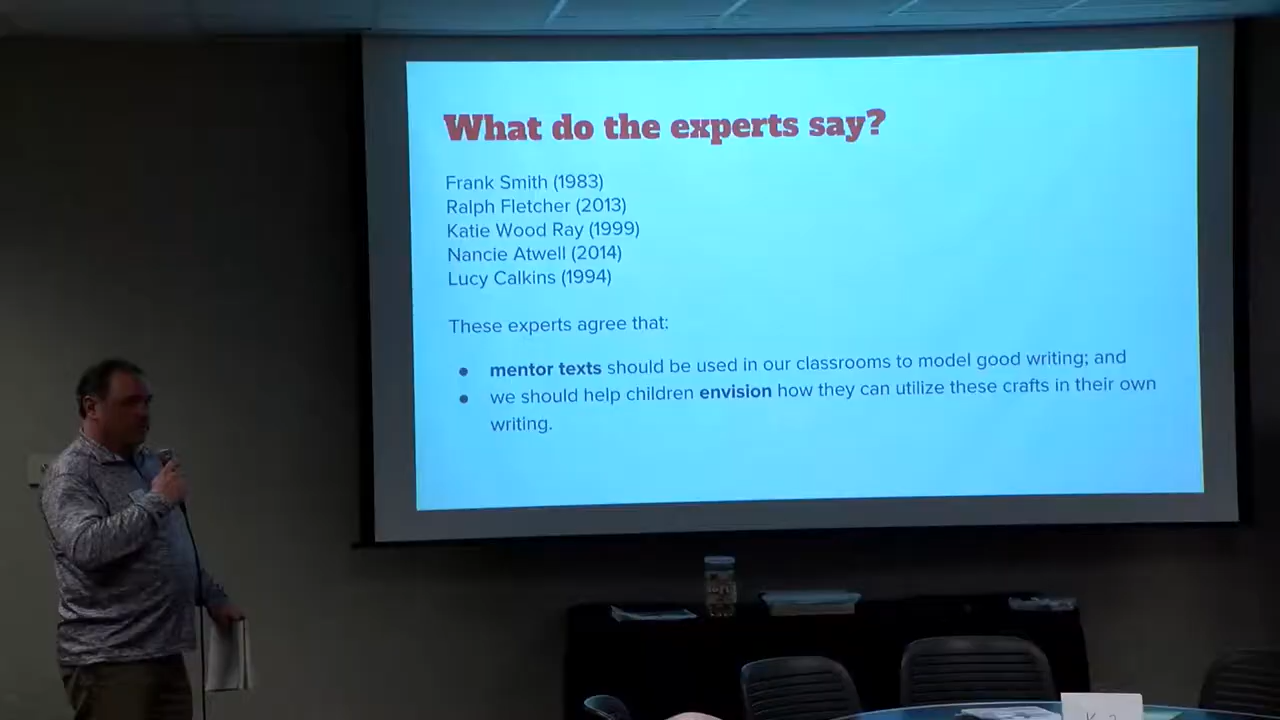 What do the experts say?
Frank Smith (1983)
Ralph Fletcher (2013)
Katie Wood Ray (1999)
Nancie Atwell (2014)
Lucy Calkins (1994)
These experts agree that:
● mentor texts should be used in our classrooms to model good writing; and
● we should help children envision how they can utilize these crafts in their own
writing.